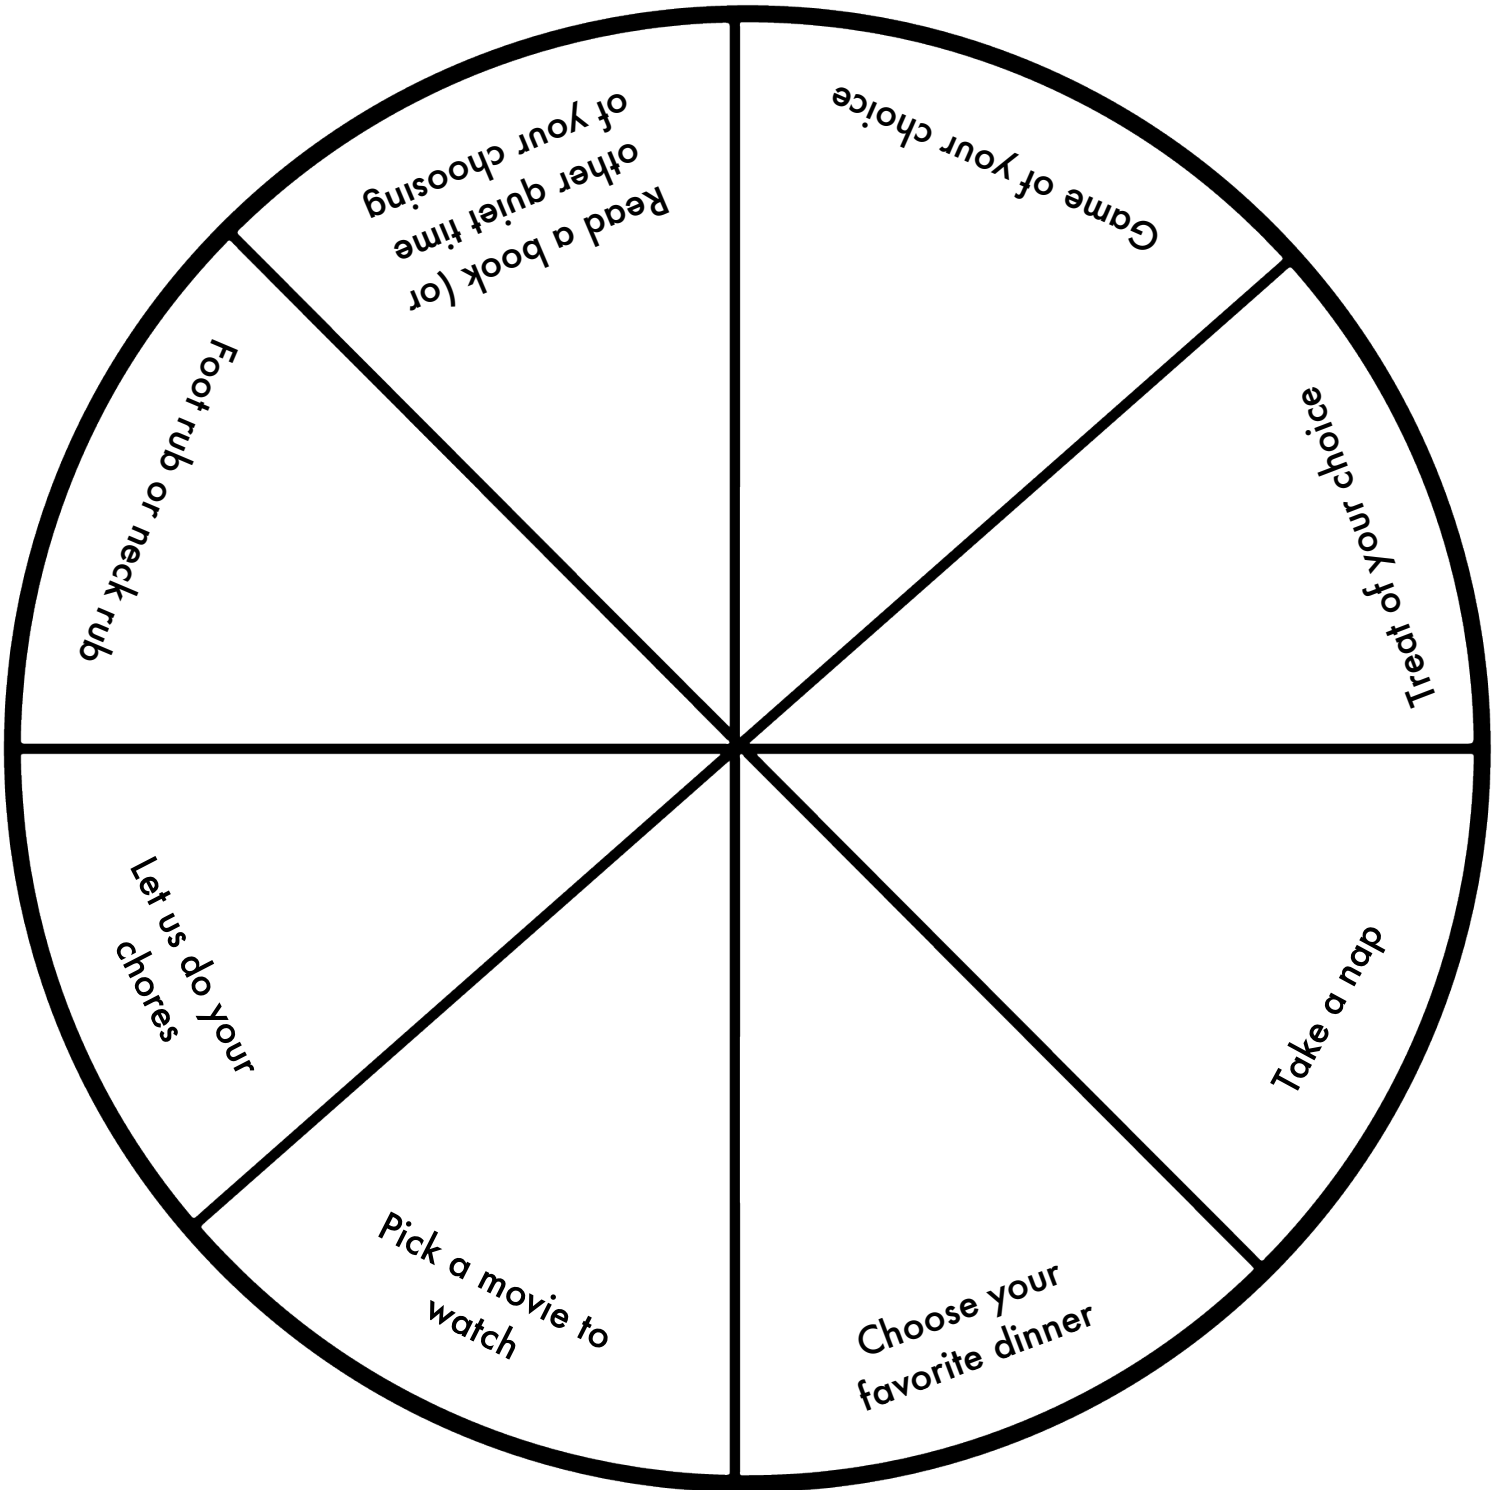 Game of your choice
Treat of your choice
Take a nap
Choose your
favorite dinner
Pick a movie to
watch
Let us do your
chores
Foot rub or neck rub
Read a book (or
other quiet time
of your choosing